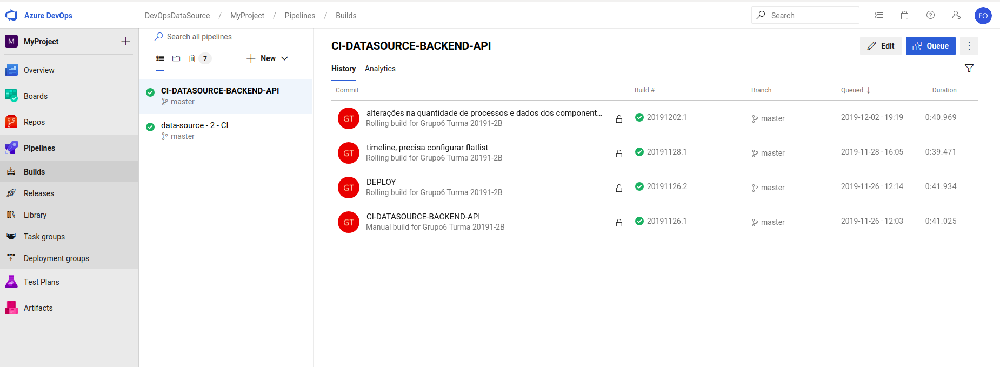 Azure DevOps
DevOpsDataSource / MyProject / Pipelines / Builds
Search
FO
M MyProject
Overview
Boards
Repos
Pipelines
Builds
Releases
Library
Task groups
Deployment groups
Test Plans
Artifacts
Search all pipelines
7
New
CI-DATASOURCE-BACKEND-API
master
data-source - 2 - CI
master
CI-DATASOURCE-BACKEND-API
Edit
Queue
History Analytics
Commit Build # Branch Queued ↓ Duration
GT alterações na quantidade de processos e dados dos component... 20191202.1 master 2019-12-02 · 19:19 0:40.969
Rolling build for Grupo6 Turma 20191-2B
GT timeline, precisa configurar flatlist 20191128.1 master 2019-11-28 · 16:05 0:39.471
Rolling build for Grupo6 Turma 20191-2B
GT DEPLOY 20191126.2 master 2019-11-26 · 12:14 0:41.934
Rolling build for Grupo6 Turma 20191-2B
GT CI-DATASOURCE-BACKEND-API 20191126.1 master 2019-11-26 · 12:03 0:41.025
Manual build for Grupo6 Turma 20191-2B